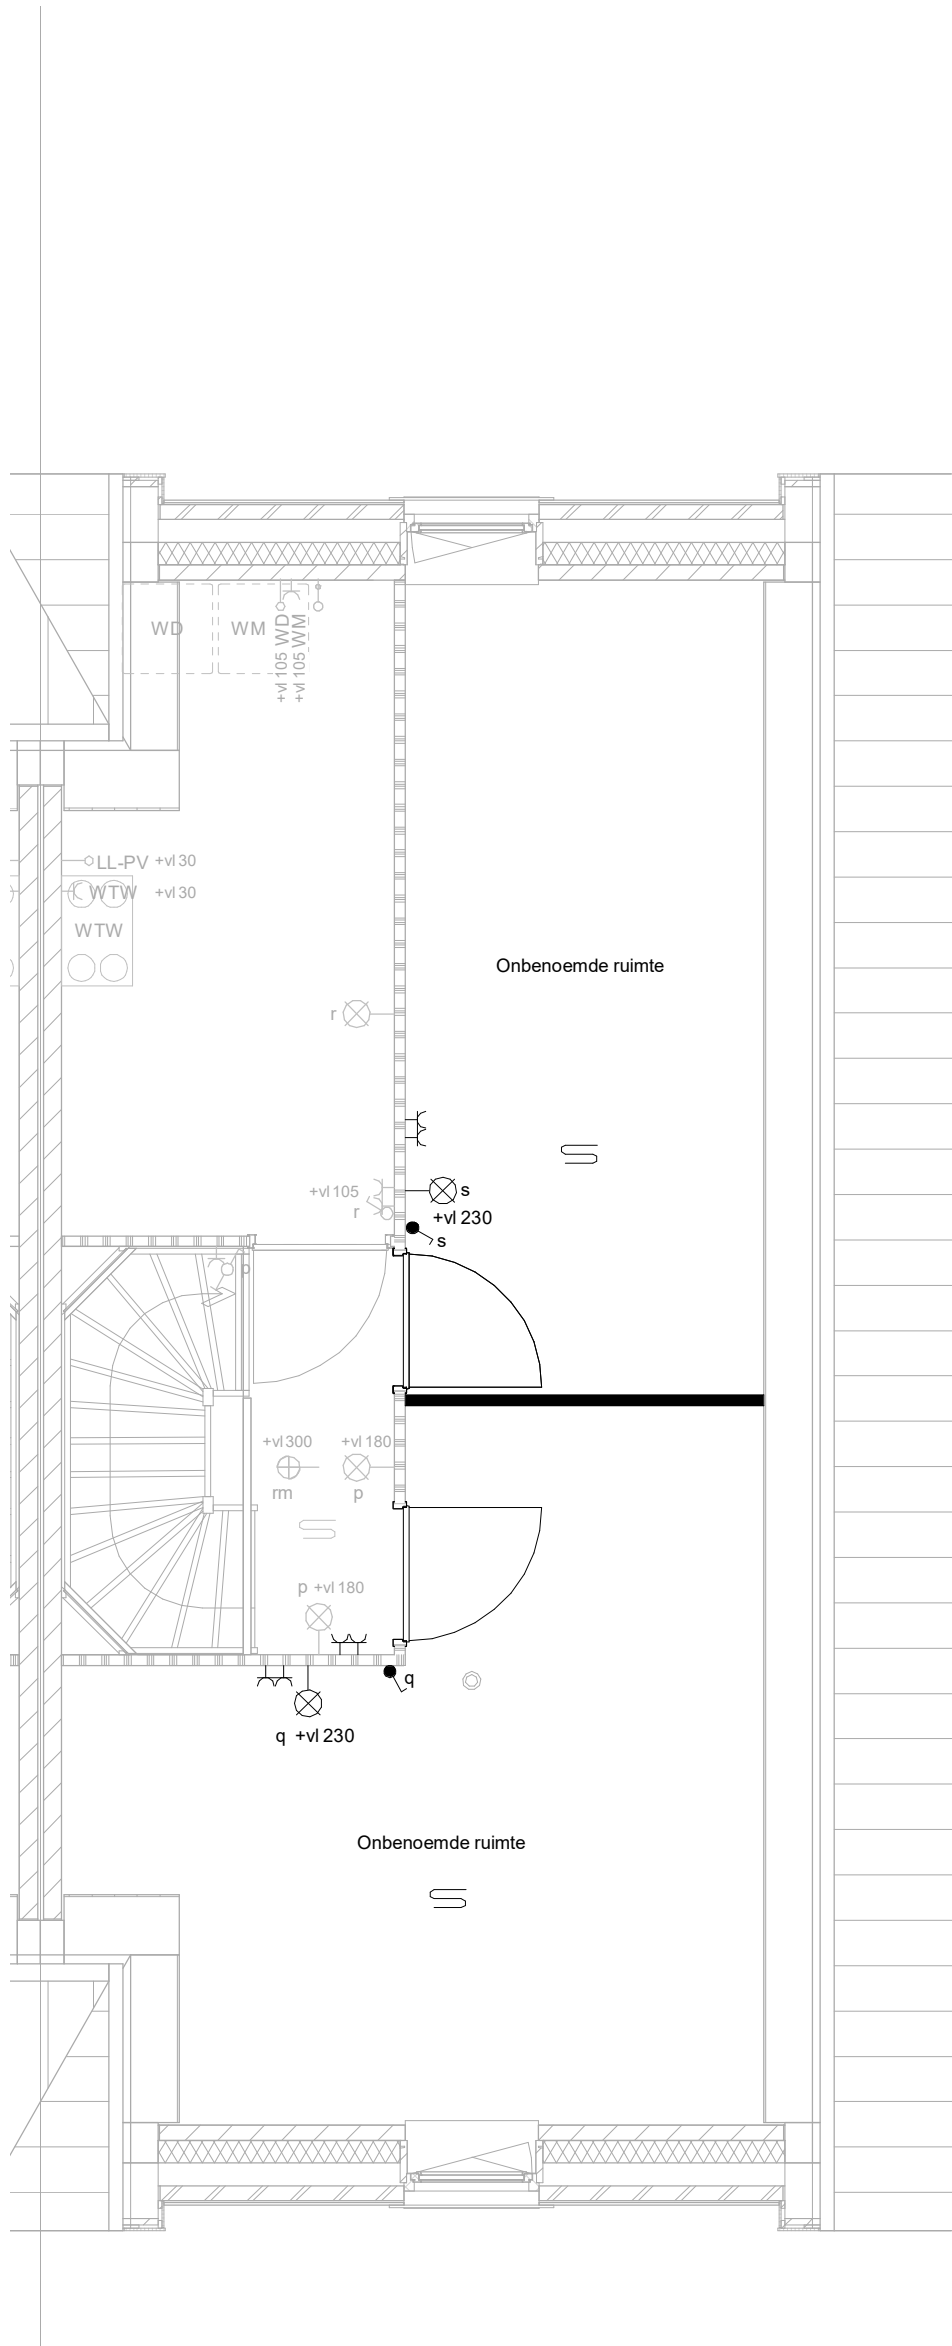 WD
WM
+vl 105 WD
+vl 105 WM
LL-PV +vl 30
WTW +vl 30
WTW
Onbenoemde ruimte
r
+vl 105
r
s
+vl 230
s
+vl 300
+vl 180
rm
p
p +vl 180
q
q +vl 230
Onbenoemde ruimte